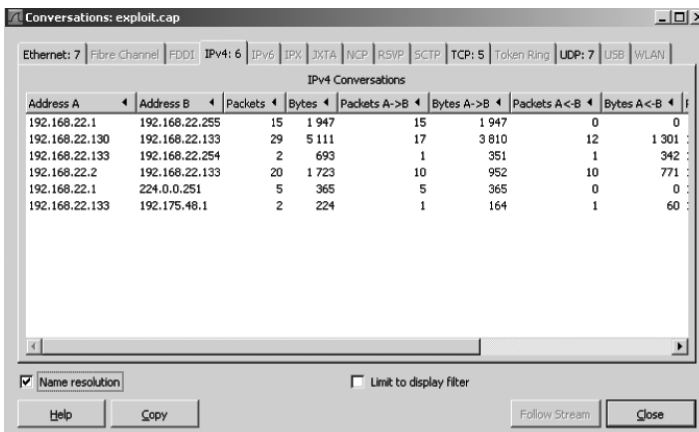 Conversations: exploit.cap
Ethernet: 7 Fibre Channel FDDI IPv4: 6 IPv6 IPX JXTA NCP RSVP SCTP TCP: 5 Token Ring UDP: 7 USB WLAN
IPv4 Conversations
Address A Address B Packets Bytes Packets A->B Bytes A->B Packets A<-B Bytes A<-B
192.168.22.1 192.168.22.255 15 1 947 15 1 947 0 0
192.168.22.130 192.168.22.133 29 5 111 17 3 810 12 1 301
192.168.22.133 192.168.22.254 2 693 1 351 1 342
192.168.22.2 192.168.22.133 20 1 723 10 952 10 771
192.168.22.1 224.0.0.251 5 365 5 365 0 0
192.168.22.133 192.175.48.1 2 224 1 164 1 60
Name resolution Limit to display filter
Help Copy Follow Stream Close